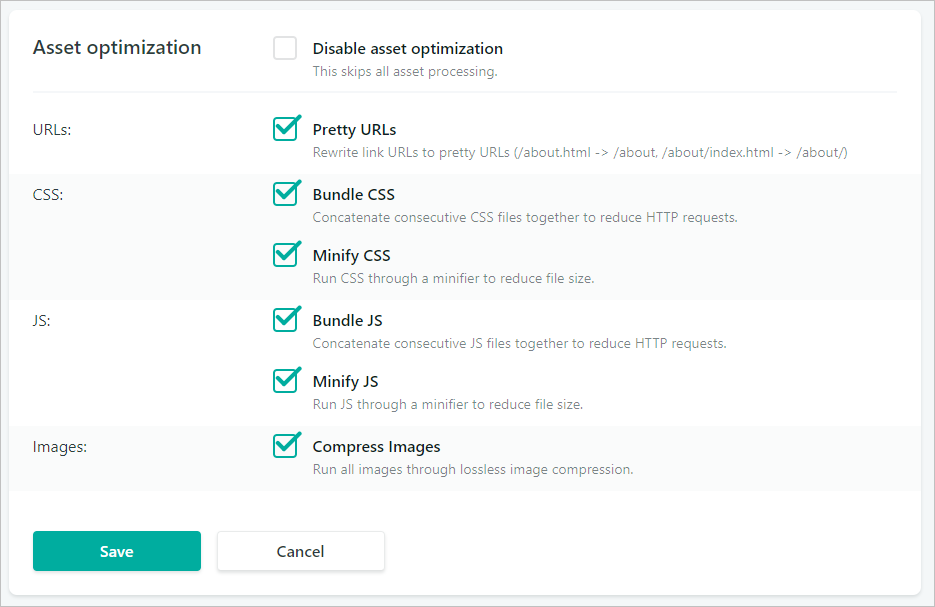 Asset optimization
Disable asset optimization
This skips all asset processing.
URLs:
Pretty URLs
Rewrite link URLs to pretty URLs (/about.html -> /about, /about/index.html -> /about/)
CSS:
Bundle CSS
Concatenate consecutive CSS files together to reduce HTTP requests.
Minify CSS
Run CSS through a minifier to reduce file size.
JS:
Bundle JS
Concatenate consecutive JS files together to reduce HTTP requests.
Minify JS
Run JS through a minifier to reduce file size.
Images:
Compress Images
Run all images through lossless image compression.
Save
Cancel